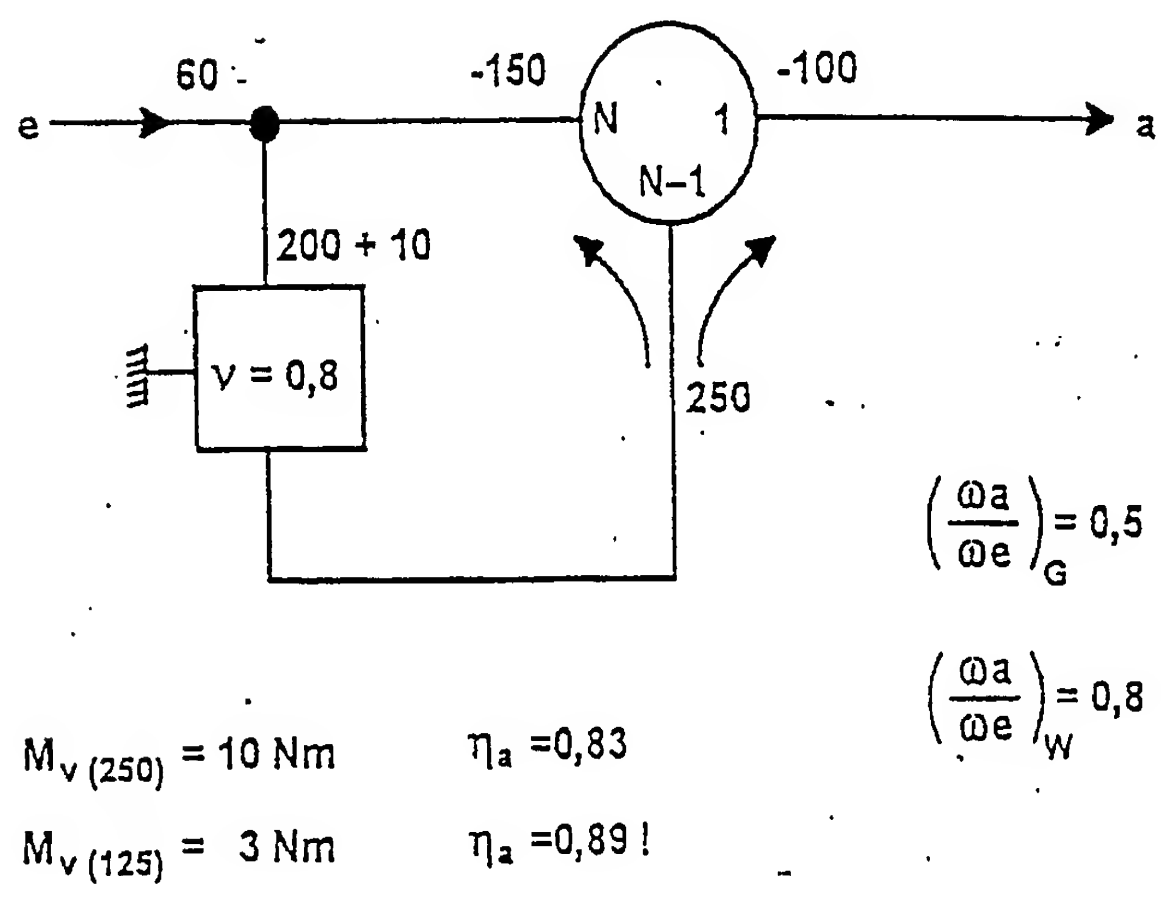 60 -150 -100
e N 1 a
N-1
200 + 10
ν = 0,8
250
(ωa/ωe)G = 0,5
(ωa/ωe)W = 0,8
Mv (250) = 10 Nm ηa =0,83
Mv (125) = 3 Nm ηa =0,89 !